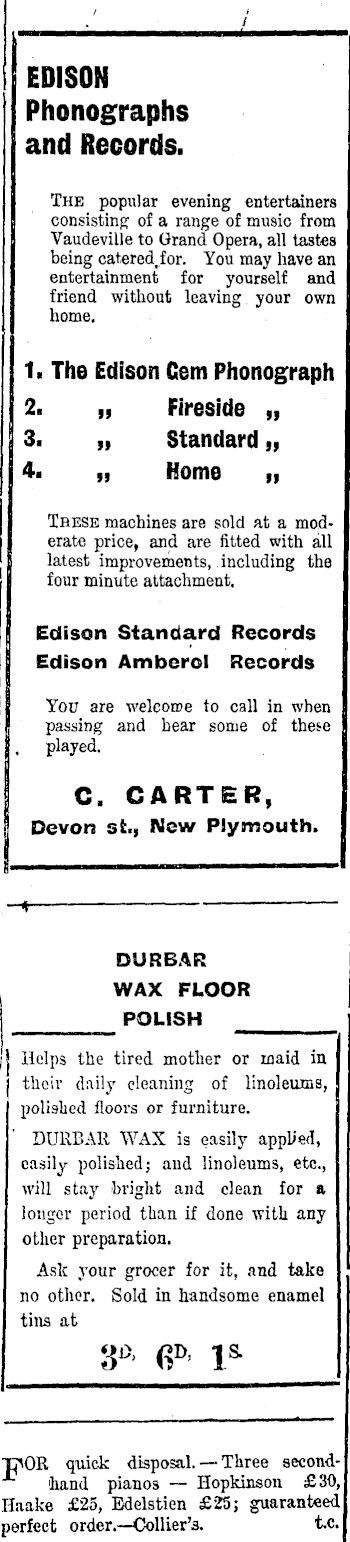 EDISON
Phonographs
and Records.
THE popular evening entertainers
consisting of a range of music from
Vaudeville to Grand Opera, all tastes
being catered for. You may have an
entertainment for yourself and
friend without leaving your own
home.
1. The Edison Gem Phonograph
2. „ Fireside „
3. „ Standard „
4. „ Home „
THESE machines are sold at a mod-
erate price, and are fitted with all
latest improvements, including the
four minute attachment.
Edison Standard Records
Edison Amberol Records
YOU are welcome to call in when
passing and hear some of these
played.
C. CARTER,
Devon st., New Plymouth.
DURBAR
WAX FLOOR
POLISH
Helps the tired mother or maid in
their daily cleaning of linoleums,
polished floors or furniture.
DURBAR WAX is easily applied,
easily polished; and linoleums, etc.,
will stay bright and clean for a
longer period than if done with any
other preparation.
Ask your grocer for it, and take
no other. Sold in handsome enamel
tins at
3D, 6D, 1S.
FOR quick disposal.—Three second-
hand pianos — Hopkinson £30,
Haake £25, Edelstien £25; guaranteed
perfect order.—Collier's. t.c.